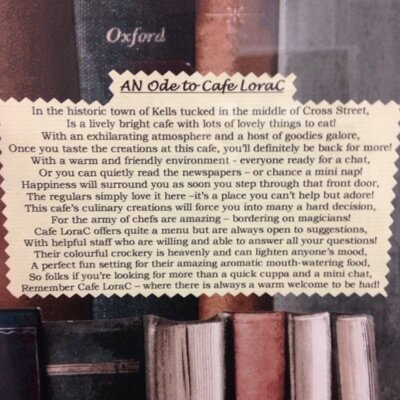 Oxford
AN Ode to Cafe LoraC
In the historic town of Kells tucked in the middle of Cross Street,
Is a lively bright cafe with lots of lovely things to eat!
With an exhilarating atmosphere and a host of goodies galore,
Once you taste the creations at this cafe, you'll definitely be back for more!
With a warm and friendly environment - everyone ready for a chat,
Or you can quietly read the newspapers – or chance a mini nap!
Happiness will surround you as soon you step through that front door,
The regulars simply love it here –it's a place you can't help but adore!
This cafe's culinary creations will force you into many a hard decision,
For the army of chefs are amazing – bordering on magicians!
Cafe LoraC offers quite a menu but are always open to suggestions,
With helpful staff who are willing and able to answer all your questions!
Their colourful crockery is heavenly and can lighten anyone's mood,
A perfect fun setting for their amazing aromatic mouth-watering food,
So folks if you're looking for more than a quick cuppa and a mini chat,
Remember Cafe LoraC – where there is always a warm welcome to be had!